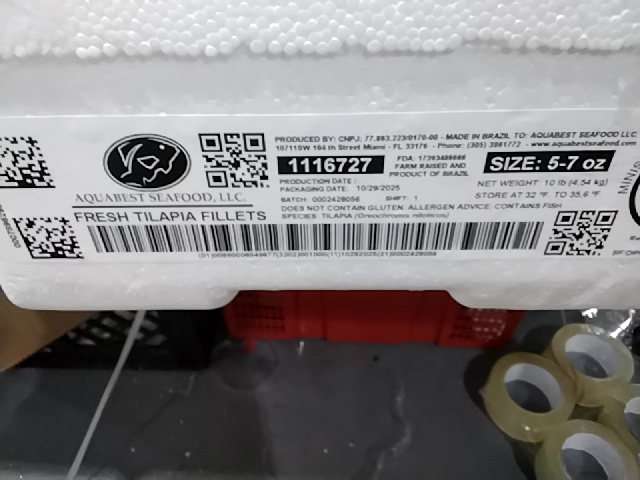 PRODUCED BY: CNPJ: 77.863.223/0170-00 - MADE IN BRAZIL TO: AQUABEST SEAFOOD LLC
10711SW 104 th Street Miami - FL 33176 - Phone: (305) 3861772 - www.aquabestseafood.com
1116727
FDA: 17393486666
FARM RAISED AND
PRODUCT OF BRAZIL
SIZE: 5-7 oz
PRODUCTION DATE:
PACKAGING DATE: 10/29/2025
NET WEIGHT: 10 lb (4,54 kg)
STORE AT 32 °F TO 35,6 °F
BATCH: 0002428056 SHIFT: 1
DOES NOT CONTAIN GLUTEN. ALLERGEN ADVICE: CONTAINS FISH
SPECIES: TILAPIA (Oreochromis niloticus)
AQUABEST SEAFOOD, LLC.
FRESH TILAPIA FILLETS